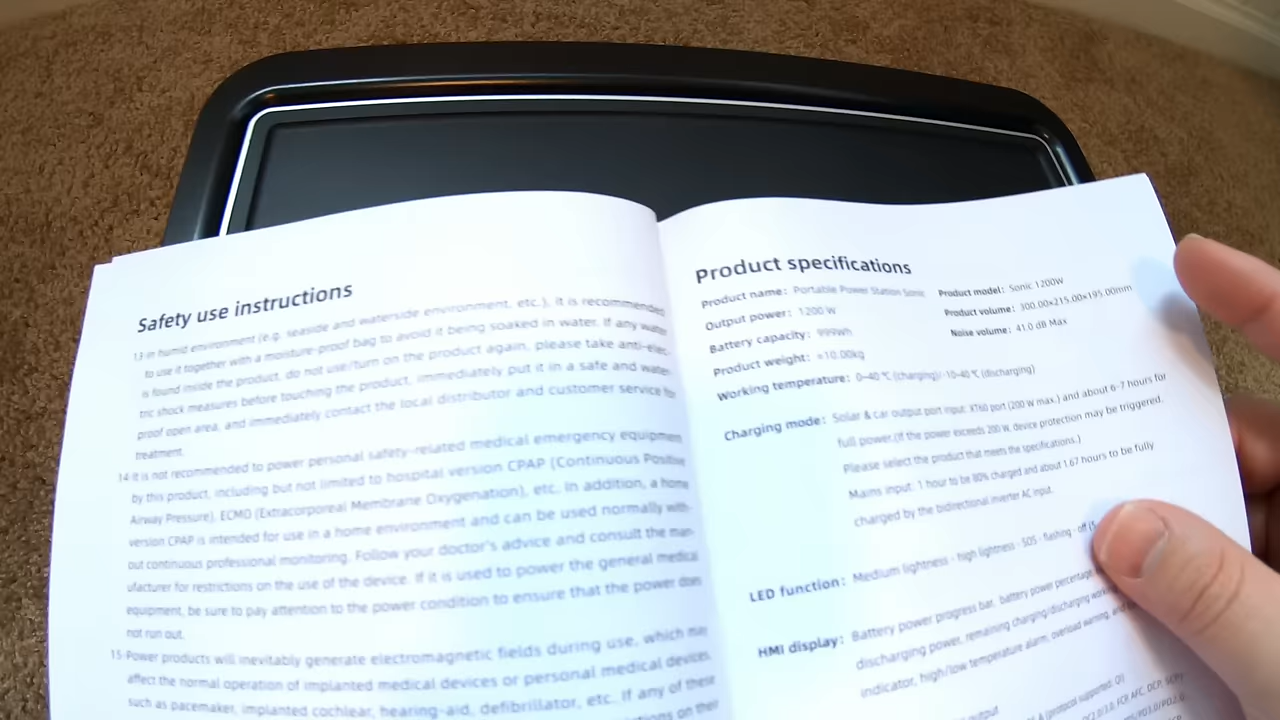 Safety use instructions
13 in humid environment (e.g. seaside and waterside environment, etc.), it is recommended
to use it together with a moisture-proof bag to avoid it being soaked in water. If any water
is found inside the product, do not use/turn on the product again, please take anti-elec-
tric shock measures before touching the product, immediately put it in a safe and water-
proof open area, and immediately contact the local distributor and customer service for
treatment.
14 It is not recommended to power personal safety-related medical emergency equipment
by this product, including but not limited to hospital version CPAP (Continuous Positive
Airway Pressure), ECMO (Extracorporeal Membrane Oxygenation), etc. In addition, a home
version CPAP is intended for use in a home environment and can be used normally with-
out continuous professional monitoring. Follow your doctor's advice and consult the man-
ufacturer for restrictions on the use of the device. If it is used to power the general medical
equipment, be sure to pay attention to the power condition to ensure that the power does
not run out.
15 Power products will inevitably generate electromagnetic fields during use, which may
affect the normal operation of implanted medical devices or personal medical devices,
such as pacemaker, implanted cochlear, hearing-aid, defibrillator, etc. If any of these
on their
Product specifications
Product name: Portable Power Station Sonic
Product model: Sonic 1200W
Output power: 1200 W
Product volume: 300.00×215.00×195.00mm
Battery capacity: 999Wh
Noise volume: 41.0 dB Max
Product weight: ≈10.00kg
Working temperature: 0~40 ℃ (charging)/-10~40 ℃ (discharging)
Charging mode: Solar & car output port input: XT60 port (200 W max.) and about 6-7 hours for
full power.(If the power exceeds 200 W, device protection may be triggered.
Please select the product that meets the specifications.)
Mains input: 1 hour to be 80% charged and about 1.67 hours to be fully
charged by the bidirectional inverter AC input.
LED function: Medium lightness - high lightness - SOS - flashing - off
HMI display: Battery power progress bar, battery power percentage
discharging power, remaining charging/discharging
indicator, high/low temperature alarm, overload warning, and
output
A (protocol supported: QI)
FCP, AFC, DCP, SCP)